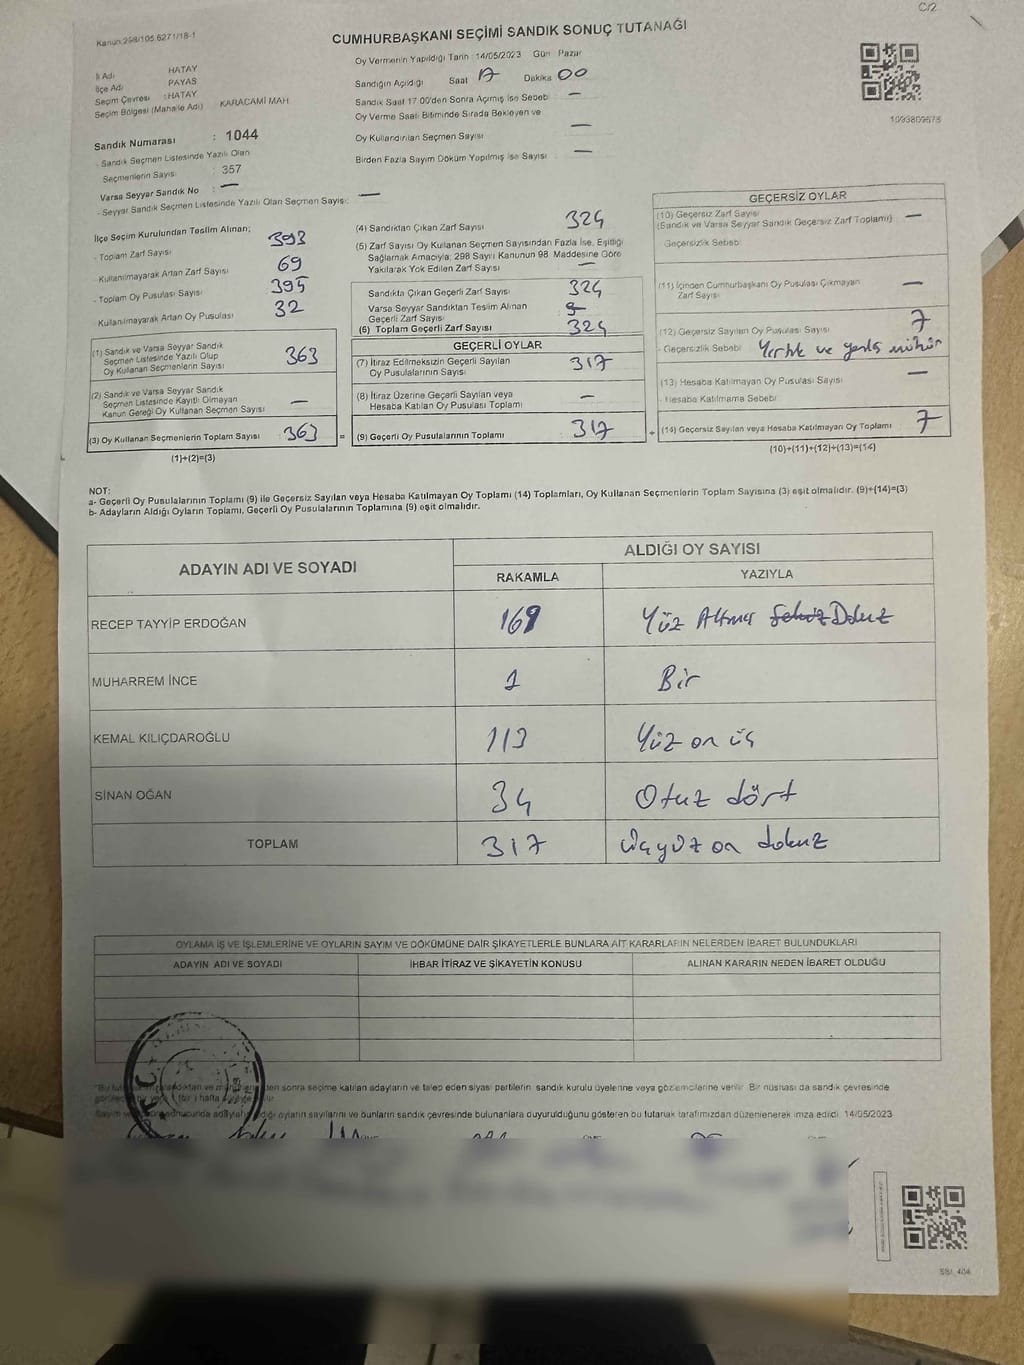 C/2
Kanun:298/105 6271/18-1
CUMHURBAŞKANI SEÇİMİ SANDIK SONUÇ TUTANAĞI
İl Adı HATAY
İlçe Adı PAYAS
Seçim Çevresi : HATAY
Seçim Bölgesi (Mahalle Adı) KARACAMİ MAH.
Sandık Numarası : 1044
- Sandık Seçmen Listesinde Yazılı Olan
Seçmenlerin Sayısı : 357
Varsa Seyyar Sandık No : —
- Seyyar Sandık Seçmen Listesinde Yazılı Olan Seçmen Sayısı: —
Oy Vermenin Yapıldığı Tarih : 14/05/2023 Gün Pazar
Sandığın Açıldığı Saat 17 Dakika 00
Sandık Saat 17.00'den Sonra Açılmış İse Sebebi —
Oy Verme Saati Bitiminde Sırada Bekleyen ve
Oy Kullandırılan Seçmen Sayısı —
Birden Fazla Sayım Döküm Yapılmış ise Sayısı —
1093809678
İlçe Seçim Kurulundan Teslim Alınan;
- Toplam Zarf Sayısı 393
- Kullanılmayarak Artan Zarf Sayısı 69
- Toplam Oy Pusulası Sayısı 395
- Kullanılmayarak Artan Oy Pusulası 32
(1) Sandık ve Varsa Seyyar Sandık
Seçmen Listesinde Yazılı Olup
Oy Kullanan Seçmenlerin Sayısı 363
(2) Sandık ve Varsa Seyyar Sandık
Seçmen Listesinde Kayıtlı Olmayan
Kanun Gereği Oy Kullanan Seçmen Sayısı —
(3) Oy Kullanan Seçmenlerin Toplam Sayısı 363 =
(1)+(2)=(3)
(4) Sandıktan Çıkan Zarf Sayısı 324
(5) Zarf Sayısı Oy Kullanan Seçmen Sayısından Fazla İse, Eşitliği
Sağlamak Amacıyla; 298 Sayılı Kanunun 98. Maddesine Göre
Yakılarak Yok Edilen Zarf Sayısı —
Sandıkta Çıkan Geçerli Zarf Sayısı 324
Varsa Seyyar Sandıktan Teslim Alınan
Geçerli Zarf Sayısı
(6) Toplam Geçerli Zarf Sayısı 324
GEÇERLİ OYLAR
(7) İtiraz Edilmeksizin Geçerli Sayılan
Oy Pusulalarının Sayısı 317
(8) İtiraz Üzerine Geçerli Sayılan veya
Hesaba Katılan Oy Pusulası Toplamı —
(9) Geçerli Oy Pusulalarının Toplamı 317 +
GEÇERSİZ OYLAR
(10) Geçersiz Zarf Sayısı —
(Sandık ve Varsa Seyyar Sandık Geçersiz Zarf Toplamı)
- Geçersizlik Sebebi
(11) İçinden Cumhurbaşkanı Oy Pusulası Çıkmayan
Zarf Sayısı —
(12) Geçersiz Sayılan Oy Pusulası Sayısı 7
- Geçersizlik Sebebi Yırtık ve yanlış mühür
(13) Hesaba Katılmayan Oy Pusulası Sayısı —
- Hesaba Katılmama Sebebi
(14) Geçersiz Sayılan veya Hesaba Katılmayan Oy Toplamı 7
(10)+(11)+(12)+(13)=(14)
NOT:
a- Geçerli Oy Pusulalarının Toplamı (9) ile Geçersiz Sayılan veya Hesaba Katılmayan Oy Toplamı (14) Toplamları, Oy Kullanan Seçmenlerin Toplam Sayısına (3) eşit olmalıdır. (9)+(14)=(3)
b- Adayların Aldığı Oyların Toplamı, Geçerli Oy Pusulalarının Toplamına (9) eşit olmalıdır.
ADAYIN ADI VE SOYADI ALDIĞI OY SAYISI
RAKAMLA YAZIYLA
RECEP TAYYİP ERDOĞAN 169 Yüz Altmış Sekiz Dokuz
MUHARREM İNCE 1 Bir
KEMAL KILIÇDAROĞLU 113 Yüz on üç
SİNAN OĞAN 34 Otuz dört
TOPLAM 317 üçyüz on dokuz
OYLAMA İŞ VE İŞLEMLERİNE VE OYLARIN SAYIM VE DÖKÜMÜNE DAİR ŞİKAYETLERLE BUNLARA AİT KARARLARIN NELERDEN İBARET BULUNDUKLARI
ADAYIN ADI VE SOYADI İHBAR İTİRAZ VE ŞİKAYETİN KONUSU ALINAN KARARIN NEDEN İBARET OLDUĞU
sonra seçime katılan adayların ve talep eden siyasi partilerin sandık kurulu üyelerine veya gözlemcilerine verilir. Bir nüshası da sandık çevresinde
bir hafta
oyların sayılarını ve bunların sandık çevresinde bulunanlara duyurulduğunu gösteren bu tutanak tarafımızdan düzenlenerek imza edildi. 14/05/2023
SBI_404